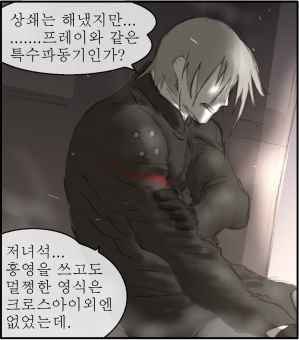 상쇄는 해냈지만...
.......프레이와 같은
특수파동기인가?
저녀석...
홍영을 쓰고도
멀쩡한 영식은
크로스아이외엔
없었는데.